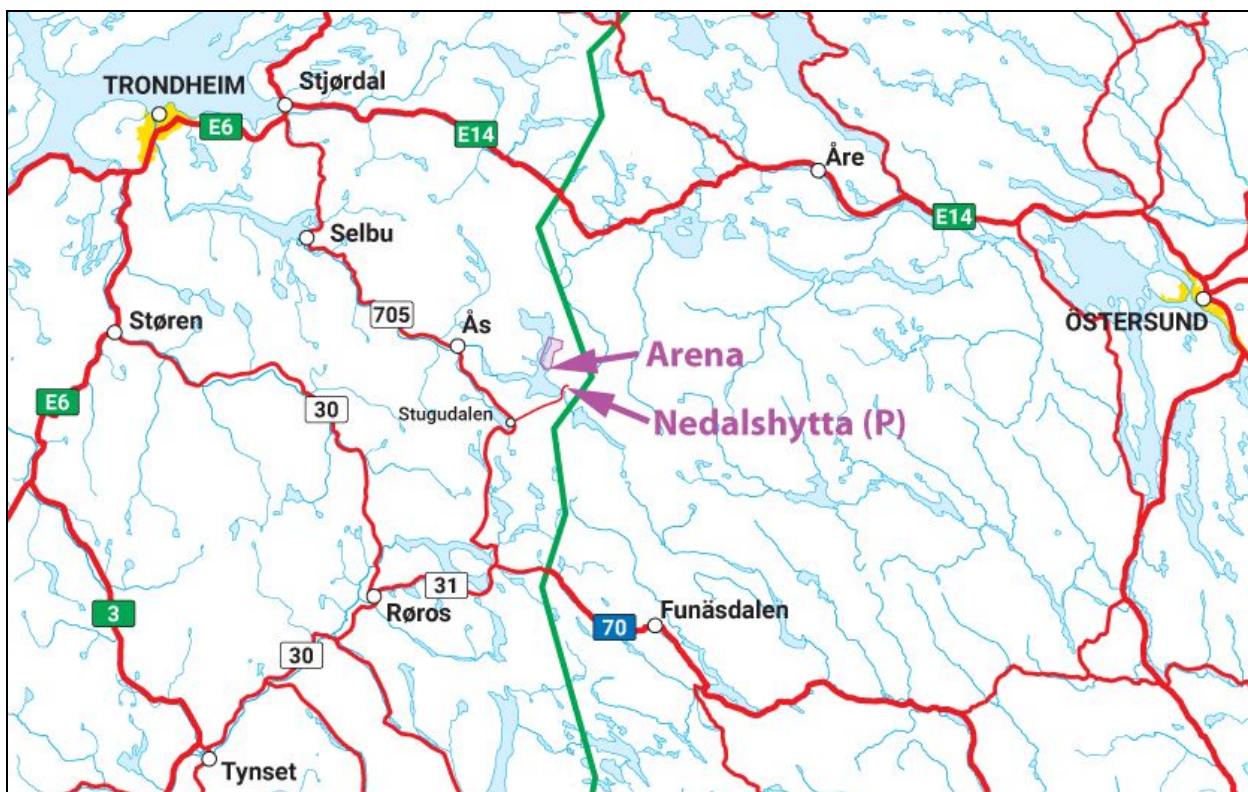 TRONDHEIM
Stjørdal
E6
E14
Åre
E14
Selbu
705
Ås
ÖSTERSUND
Støren
Arena
Stugudalen
Nedalshytta (P)
E6
30
31
Røros
3
70
Funäsdalen
30
Tynset